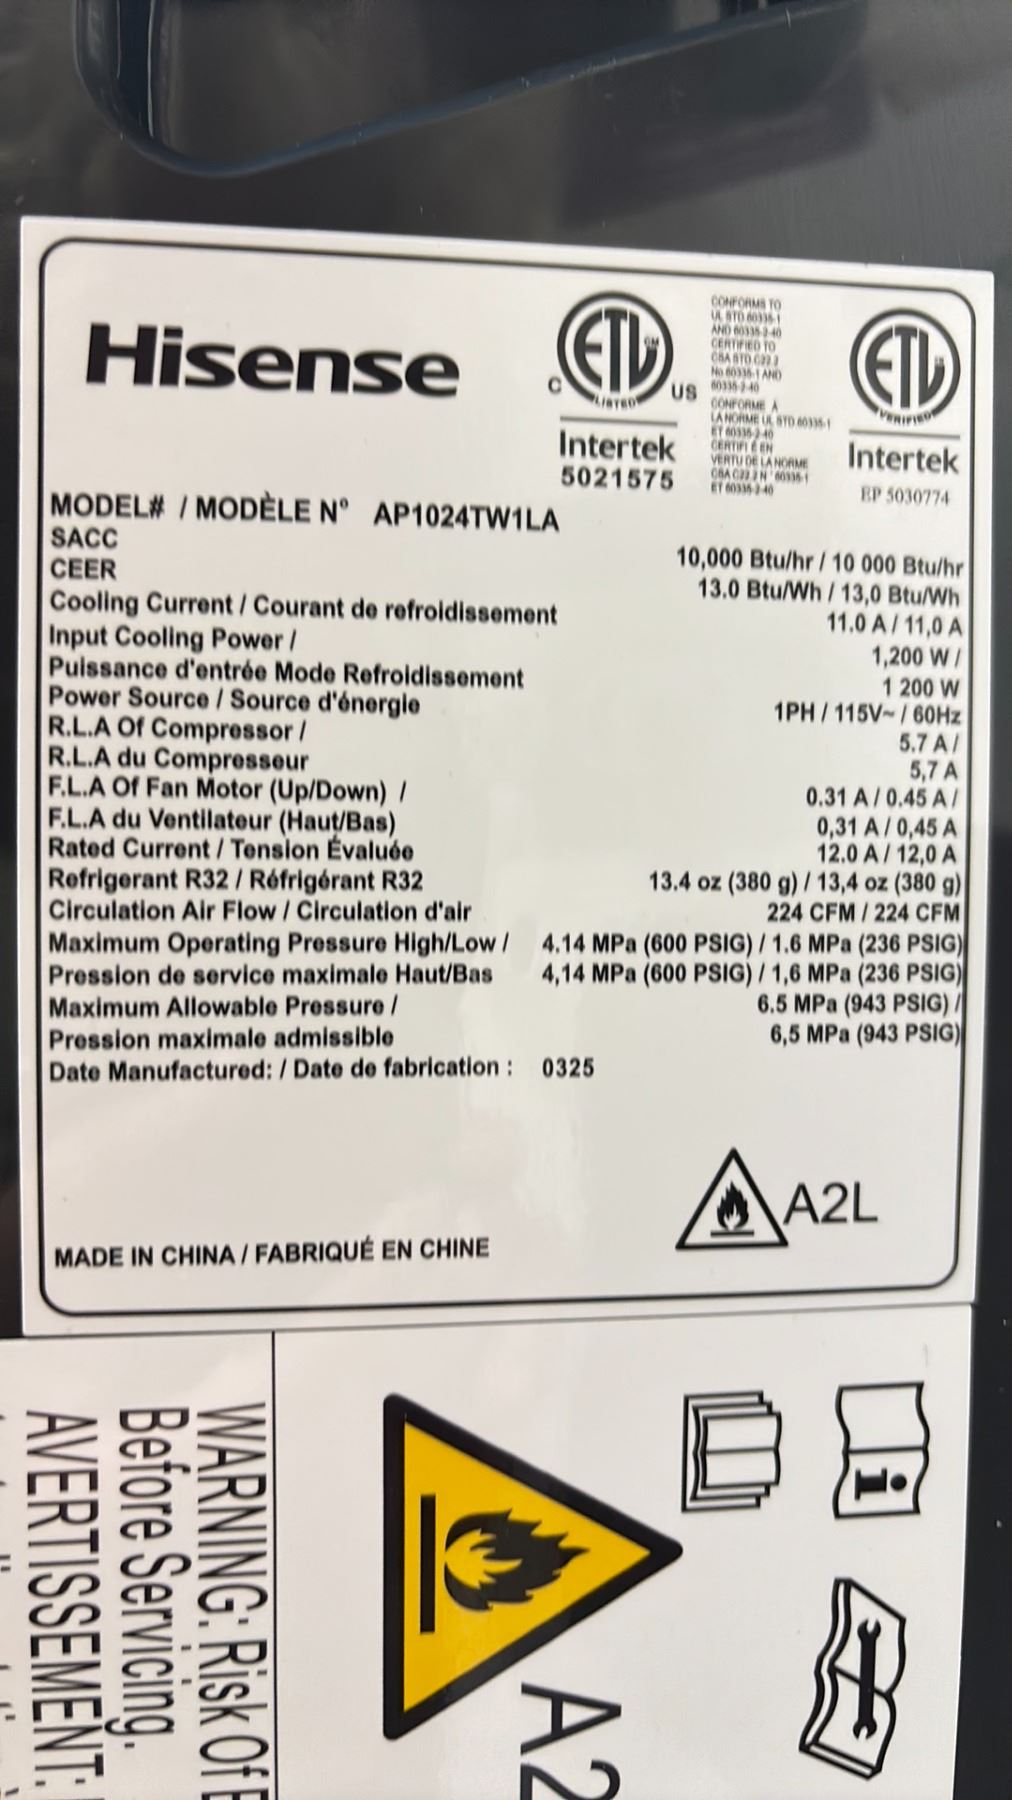 Hisense
ETL
CM
LISTED
C
US
Intertek
5021575
CONFORMS TO
UL STD 60335-1
AND 60335-2-40
CERTIFIED TO
CSA STD C22.2
No 60335-1 AND
60335-2-40
CONFORME À
LA NORME UL STD 60335-1
ET 60335-2-40
CERTIFIÉ EN
VERTU DE LA NORME
CSA C22.2 N° 60335-1
ET 60335-2-40
ETL
VERIFIED
Intertek
EP 5030774
MODEL# / MODÈLE N° AP1024TW1LA
SACC 10,000 Btu/hr / 10 000 Btu/hr
CEER 13.0 Btu/Wh / 13,0 Btu/Wh
Cooling Current / Courant de refroidissement 11.0 A / 11,0 A
Input Cooling Power / 1,200 W /
Puissance d'entrée Mode Refroidissement 1 200 W
Power Source / Source d'énergie 1PH / 115V~ / 60Hz
R.L.A Of Compressor / 5.7 A /
R.L.A du Compresseur 5,7 A
F.L.A Of Fan Motor (Up/Down) / 0.31 A / 0.45 A /
F.L.A du Ventilateur (Haut/Bas) 0,31 A / 0,45 A
Rated Current / Tension Évaluée 12.0 A / 12,0 A
Refrigerant R32 / Réfrigérant R32 13.4 oz (380 g) / 13,4 oz (380 g)
Circulation Air Flow / Circulation d'air 224 CFM / 224 CFM
Maximum Operating Pressure High/Low / 4.14 MPa (600 PSIG) / 1.6 MPa (236 PSIG)
Pression de service maximale Haut/Bas 4,14 MPa (600 PSIG) / 1,6 MPa (236 PSIG)
Maximum Allowable Pressure / 6.5 MPa (943 PSIG) /
Pression maximale admissible 6,5 MPa (943 PSIG)
Date Manufactured: / Date de fabrication : 0325
A2L
MADE IN CHINA / FABRIQUÉ EN CHINE
A2
WARNING: Risk Of
Before Servicing.
AVERTISSEMENT: